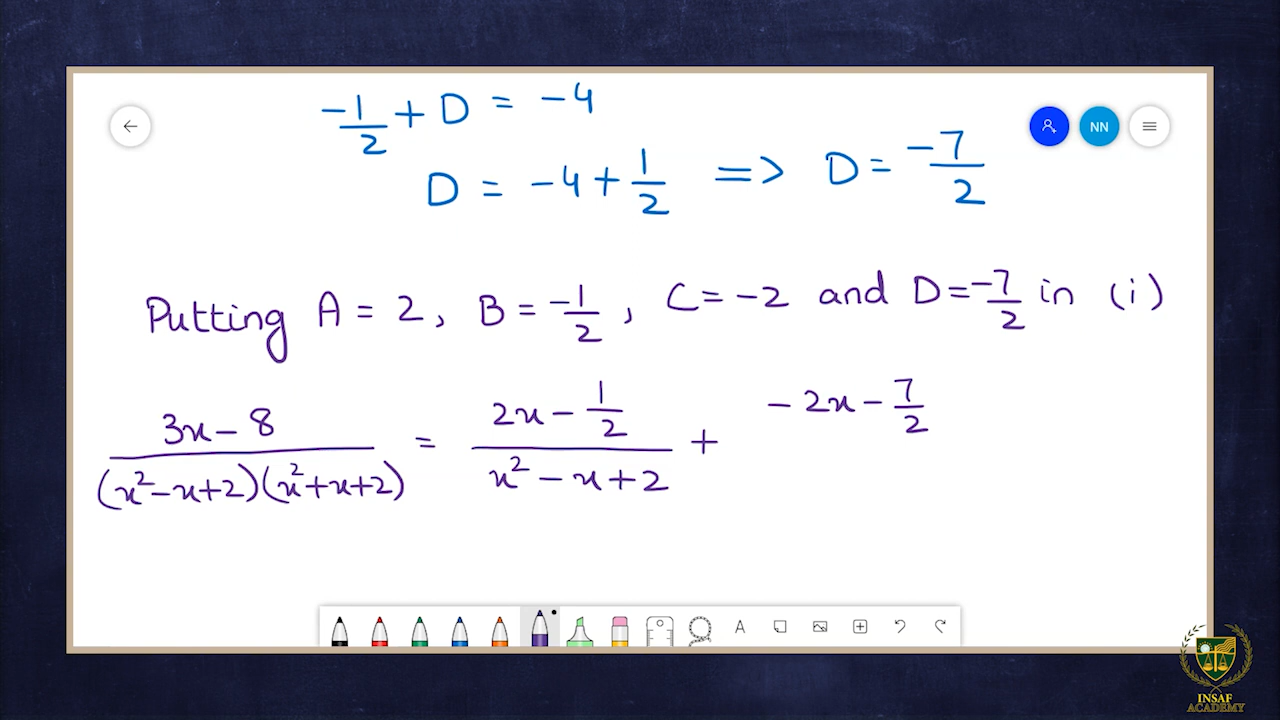 -1/2 + D = -4
NN
D = -4 + 1/2 => D = -7/2
Putting A = 2, B = -1/2, C = -2 and D = -7/2 in (i)
3x - 8 / (x² - x + 2)(x² + x + 2) = 2x - 1/2 / x² - x + 2 + - 2x - 7/2
A
INSAF
ACADEMY